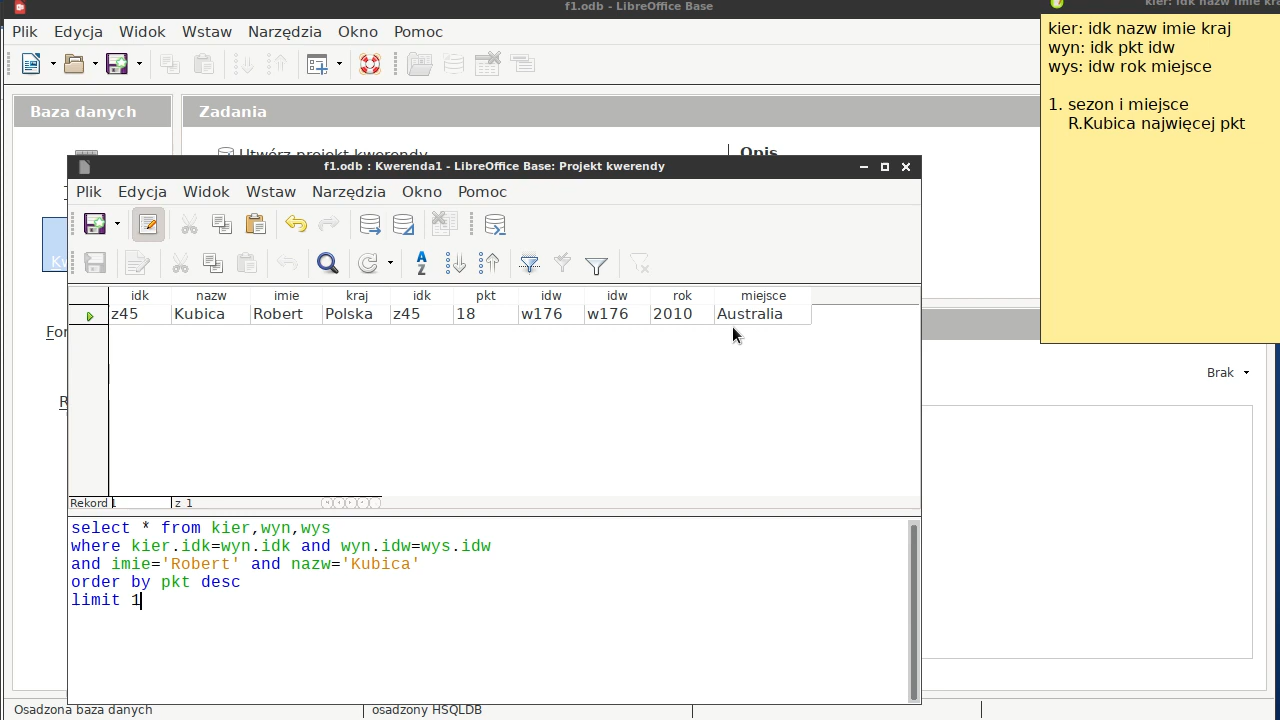 f1.odb - LibreOffice Base
Plik Edycja Widok Wstaw Narzędzia Okno Pomoc
Baza danych
Zadania
Utwórz projekt kwerendy...
Opis
Brak
Osadzona baza danych
osadzony HSQLDB
f1.odb : Kwerenda1 - LibreOffice Base: Projekt kwerendy
Plik Edycja Widok Wstaw Narzędzia Okno Pomoc
idk nazw imie kraj idk pkt idw idw rok miejsce
z45 Kubica Robert Polska z45 18 w176 w176 2010 Australia
Rekord 1 z 1
select * from kier,wyn,wys
where kier.idk=wyn.idk and wyn.idw=wys.idw
and imie='Robert' and nazw='Kubica'
order by pkt desc
limit 1
kier: idk nazw imie kraj
wyn: idk pkt idw
wys: idw rok miejsce
1. sezon i miejsce
R.Kubica najwięcej pkt